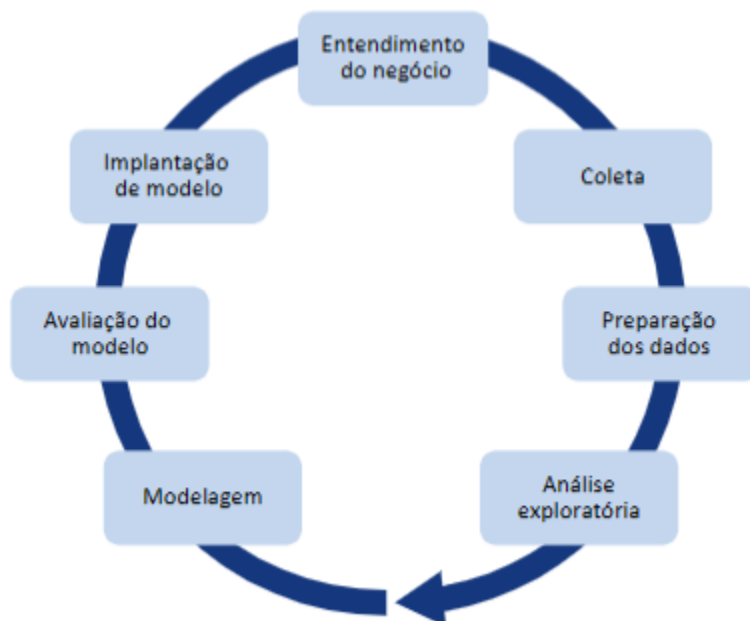 Entendimento
do negócio
Coleta
Preparação
dos dados
Análise
exploratória
Modelagem
Avaliação do
modelo
Implantação
de modelo